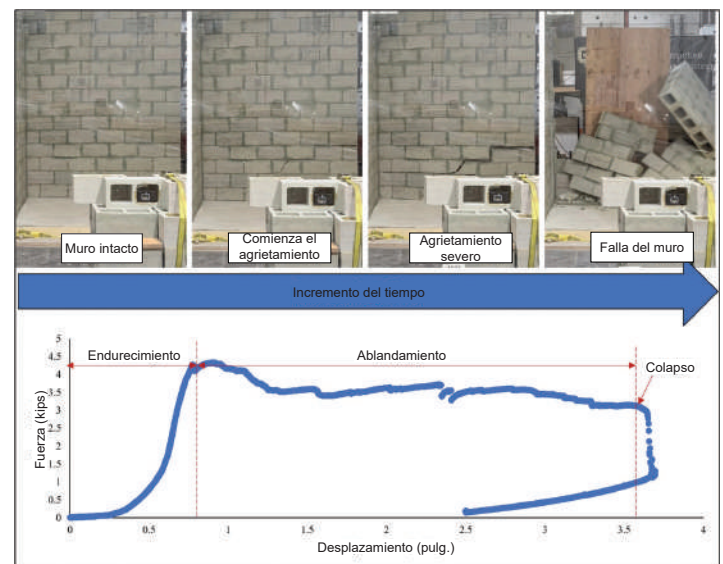 Muro intacto
Comienza el
agrietamiento
Agrietamiento
severo
Falla del muro
Incremento del tiempo
Endurecimiento
Ablandamiento
Colapso
Fuerza (kips)
5
4.5
4
3.5
3
2.5
2
1.5
1
0.5
0
0
0.5
1
1.5
2
2.5
3
3.5
4
Desplazamiento (pulg.)